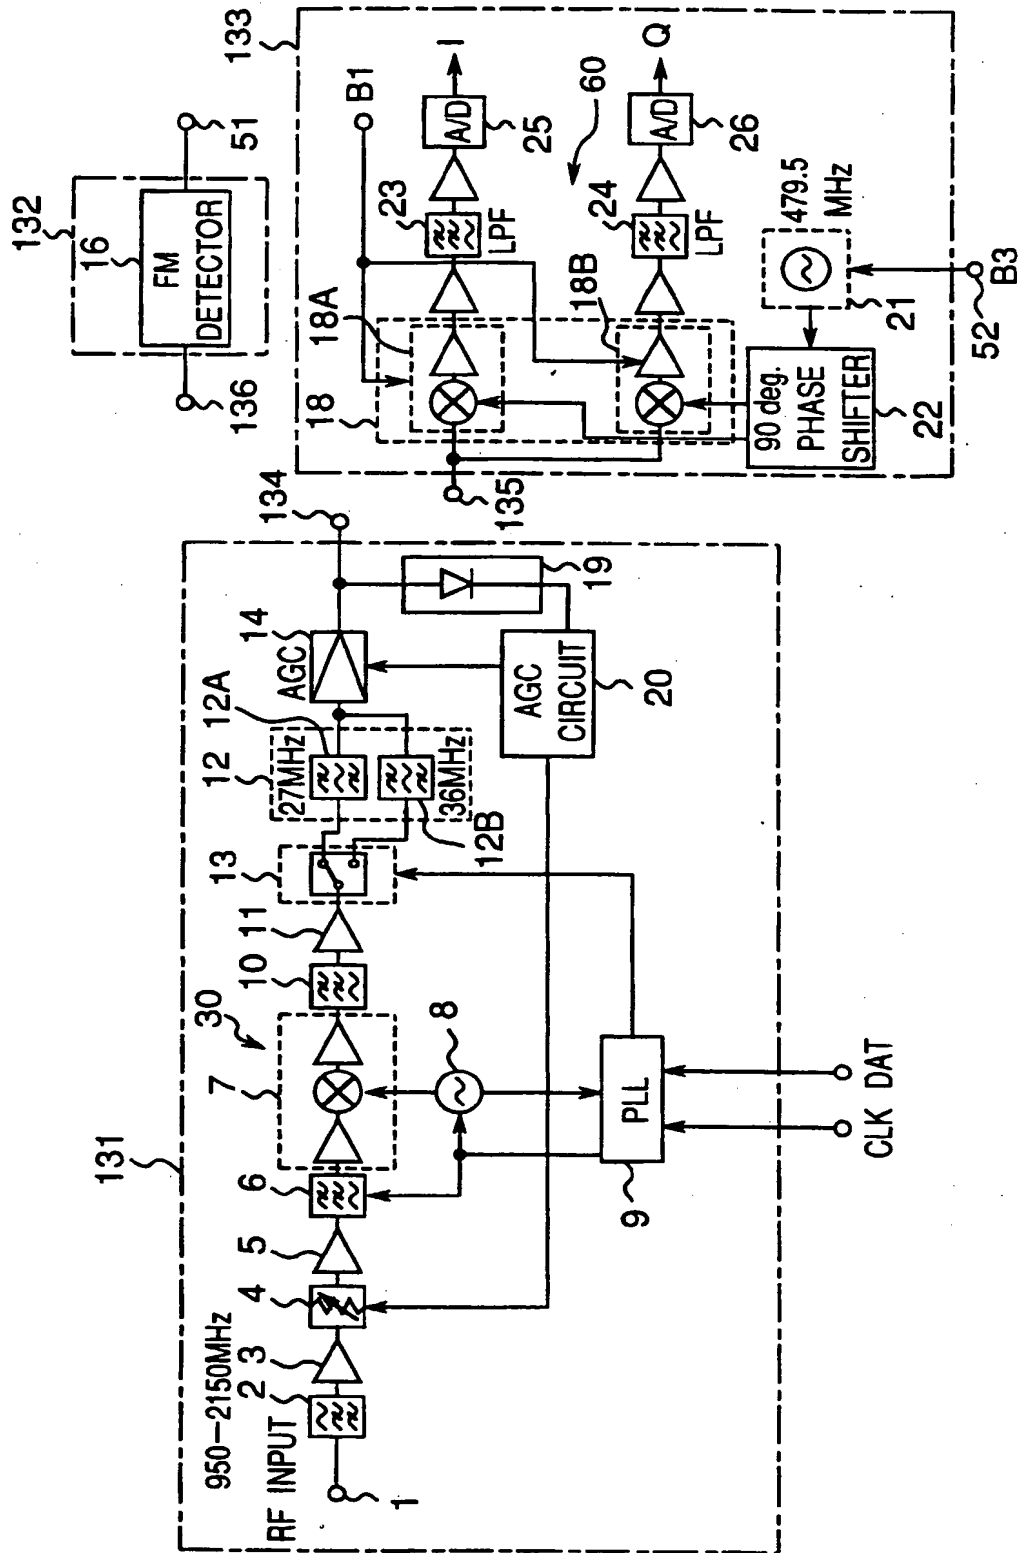 131
950-2150MHz
RF INPUT
1
2
3
4
5
6
7
30
8
PLL
9
CLK
DAT
10
11
13
12
27MHz
12A
36MHz
12B
14
AGC
AGC
CIRCUIT
20
19
134
132
16
FM
DETECTOR
136
51
133
135
18
18A
18B
B1
23
LPF
A/D
25
I
24
LPF
A/D
26
Q
60
479.5
MHz
21
90 deg.
PHASE
SHIFTER
22
52
B3